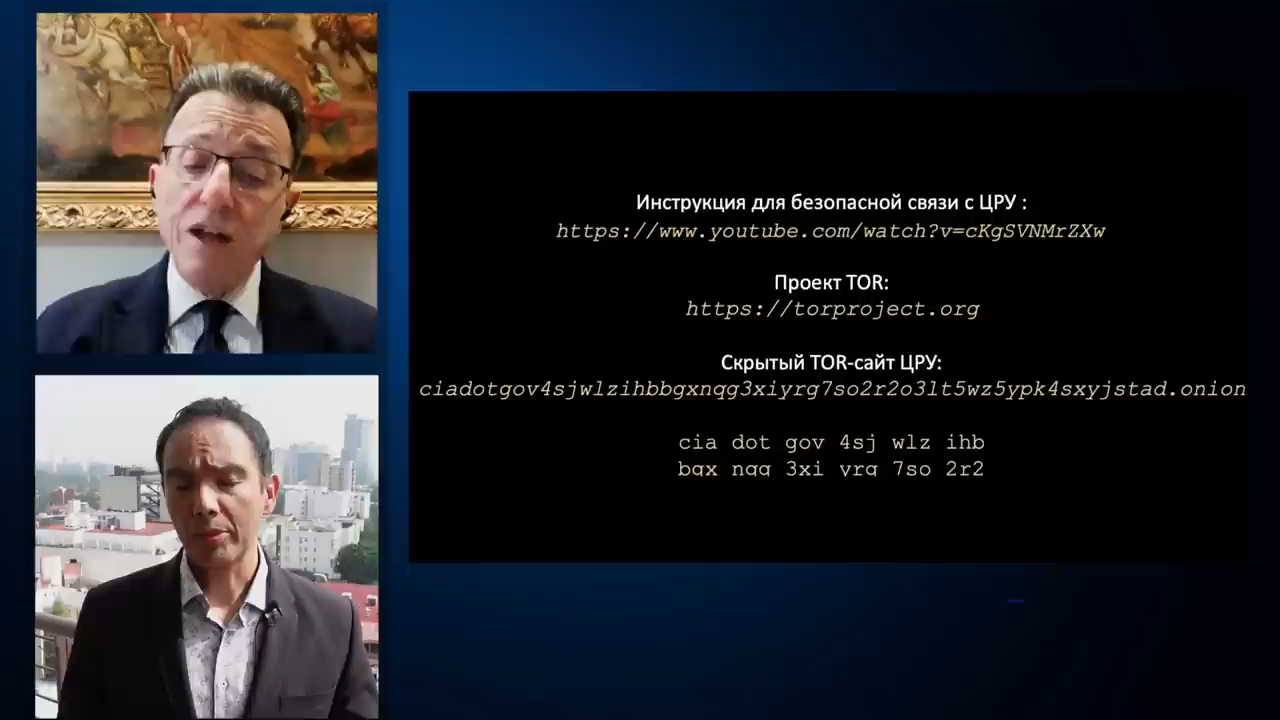 Инструкция для безопасной связи с ЦРУ :
https://www.youtube.com/watch?v=cKgSVNMrZXw
Проект TOR:
https://torproject.org
Скрытый TOR-сайт ЦРУ:
ciadotgov4sjwlzihbbgxnqg3xiyrg7so2r2o3lt5wz5ypk4sxyjstad.onion
cia dot gov 4sj wlz ihb
bgx nqg 3xi yrg 7so 2r2